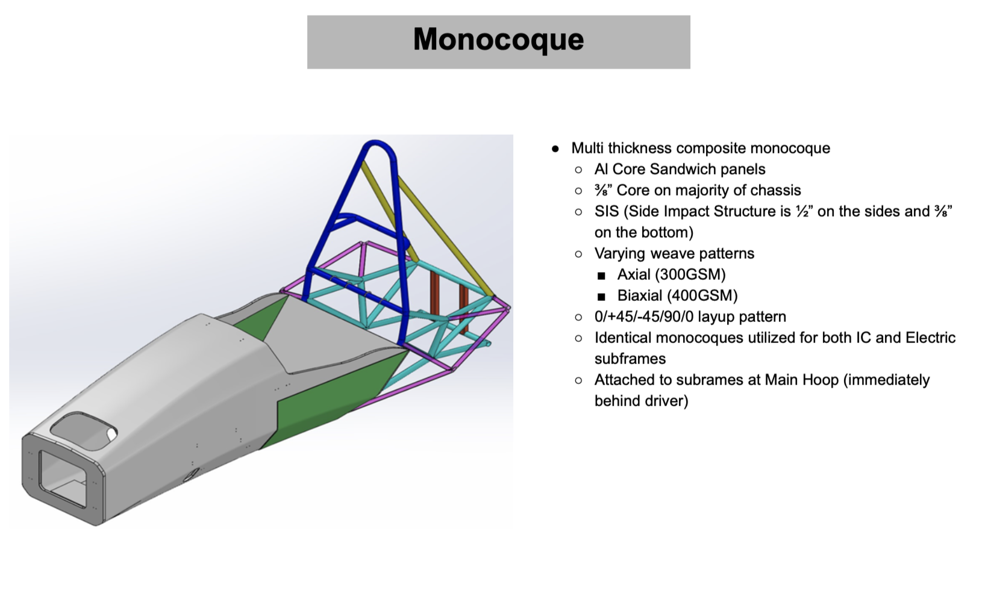 Monocoque
● Multi thickness composite monocoque
○ Al Core Sandwich panels
○ ⅜” Core on majority of chassis
○ SIS (Side Impact Structure is ½” on the sides and ⅜”
on the bottom)
○ Varying weave patterns
■ Axial (300GSM)
■ Biaxial (400GSM)
○ 0/+45/-45/90/0 layup pattern
○ Identical monocoques utilized for both IC and Electric
subframes
○ Attached to subrames at Main Hoop (immediately
behind driver)